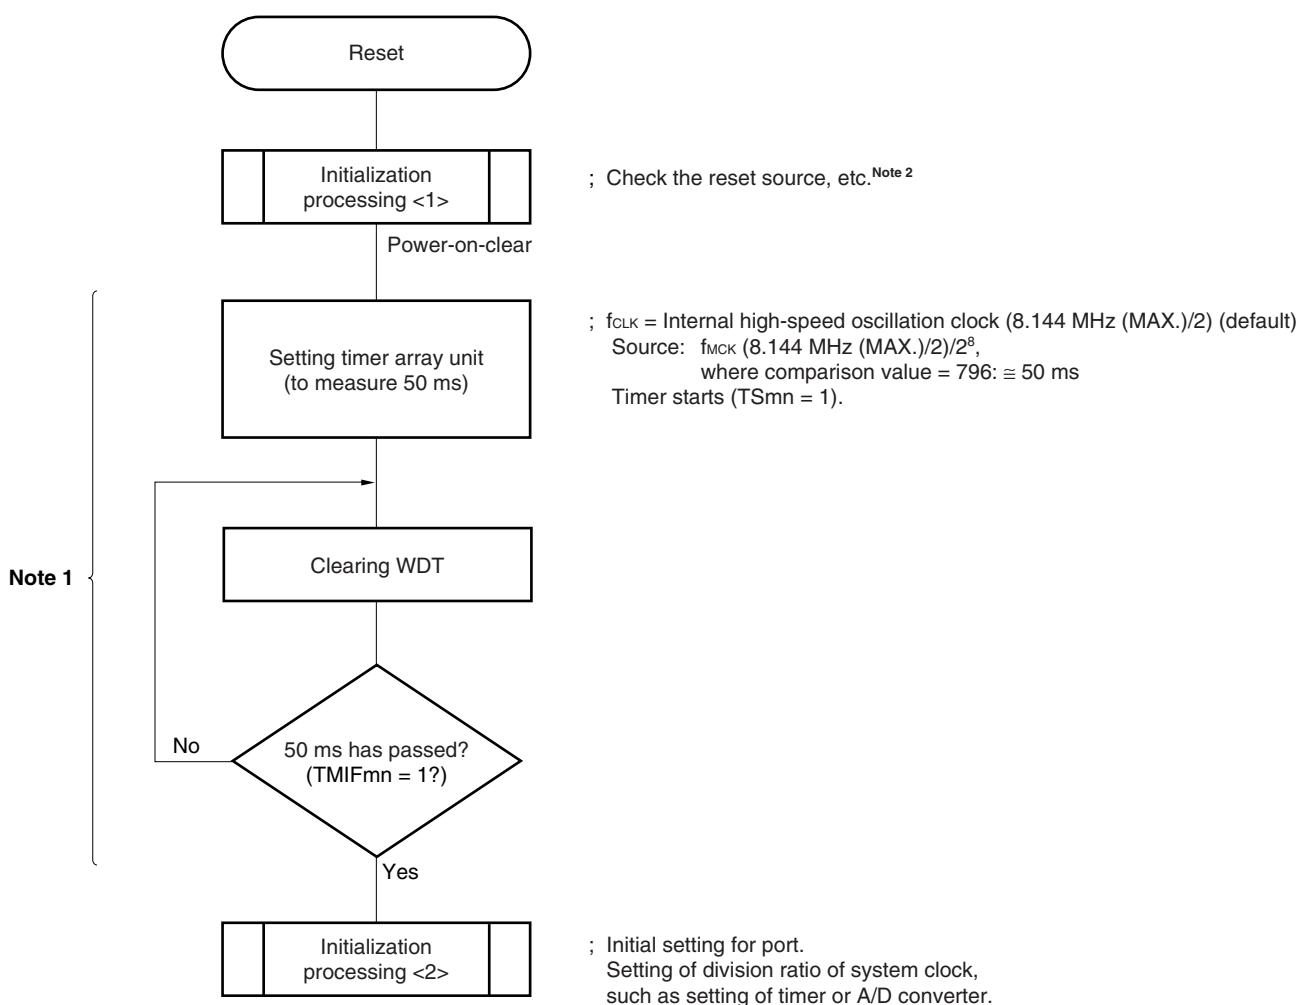 Reset
Initialization
processing <1>
; Check the reset source, etc.Note 2
Power-on-clear
Setting timer array unit
(to measure 50 ms)
; fCLK = Internal high-speed oscillation clock (8.144 MHz (MAX.)/2) (default)
Source: fMCK (8.144 MHz (MAX.)/2)/2⁸,
where comparison value = 796: ≅ 50 ms
Timer starts (TSmn = 1).
Clearing WDT
Note 1
No
50 ms has passed?
(TMIFmn = 1?)
Yes
Initialization
processing <2>
; Initial setting for port.
Setting of division ratio of system clock,
such as setting of timer or A/D converter.